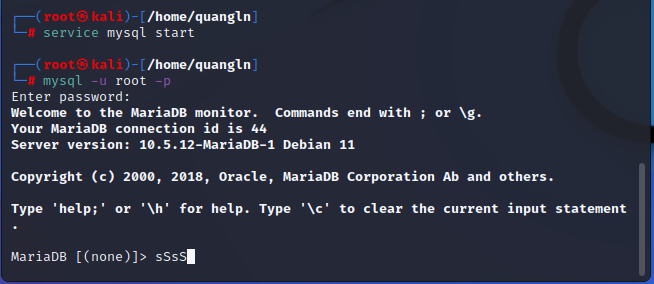 ┌──(root㉿kali)-[/home/quangln]
└─# service mysql start
┌──(root㉿kali)-[/home/quangln]
└─# mysql -u root -p
Enter password:
Welcome to the MariaDB monitor.  Commands end with ; or \g.
Your MariaDB connection id is 44
Server version: 10.5.12-MariaDB-1 Debian 11
Copyright (c) 2000, 2018, Oracle, MariaDB Corporation Ab and others.
Type 'help;' or '\h' for help. Type '\c' to clear the current input statement
.
MariaDB [(none)]> sSsS